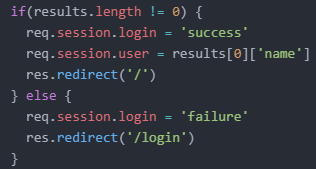 if(results.length != 0) {
  req.session.login = 'success'
  req.session.user = results[0]['name']
  res.redirect('/')
} else {
  req.session.login = 'failure'
  res.redirect('/login')
}